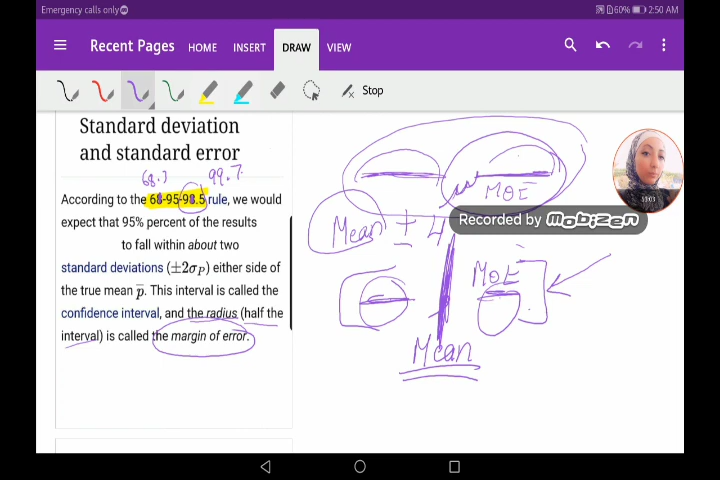 Emergency calls only
60% 2:50 AM
Recent Pages HOME INSERT DRAW VIEW
Stop
Standard deviation
and standard error
68.3 99.7
According to the 68-95-98.5 rule, we would
expect that 95% percent of the results
to fall within about two
standard deviations (±2σP) either side of
the true mean p̄. This interval is called the
confidence interval, and the radius (half the
interval) is called the margin of error.
MOE
Mean ± 4
MOE
Mean
13:03
Recorded by mobizen